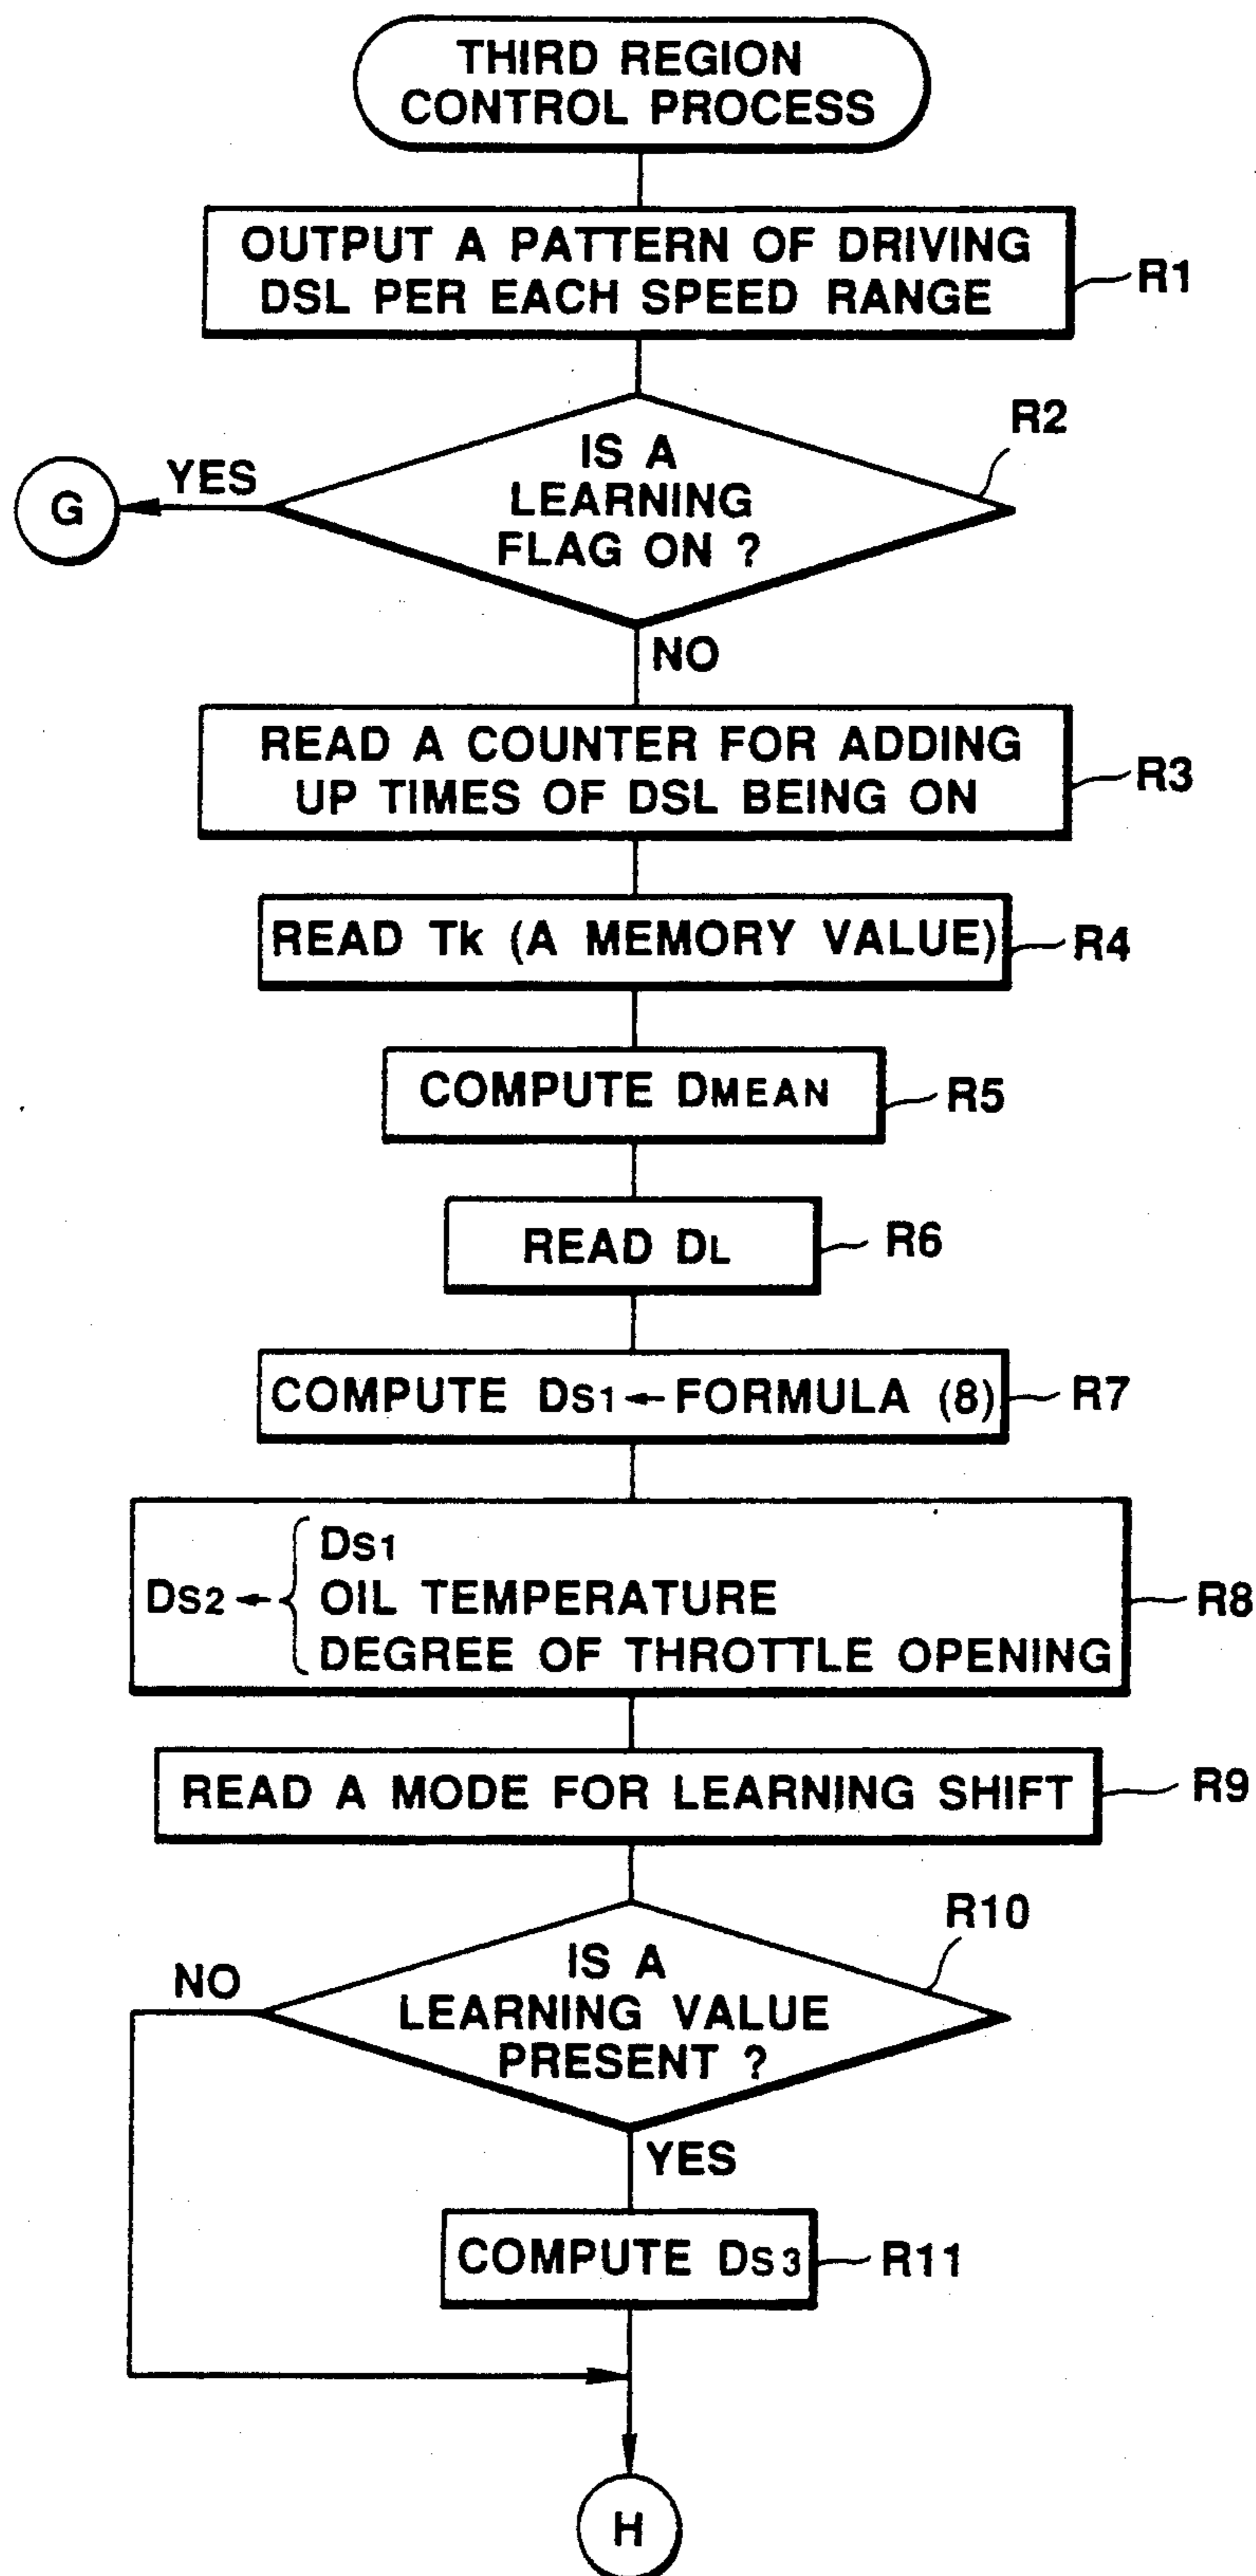 THIRD REGION
CONTROL PROCESS
OUTPUT A PATTERN OF DRIVING
DSL PER EACH SPEED RANGE
R1
R2
IS A
LEARNING
FLAG ON ?
YES
G
NO
READ A COUNTER FOR ADDING
UP TIMES OF DSL BEING ON
R3
READ Tk (A MEMORY VALUE)
R4
COMPUTE DMEAN
R5
READ DL
R6
COMPUTE DS1 ← FORMULA (8)
R7
DS1
DS2 ← { OIL TEMPERATURE
DEGREE OF THROTTLE OPENING
R8
READ A MODE FOR LEARNING SHIFT
R9
R10
IS A
LEARNING VALUE
PRESENT ?
NO
YES
COMPUTE DS3
R11
H